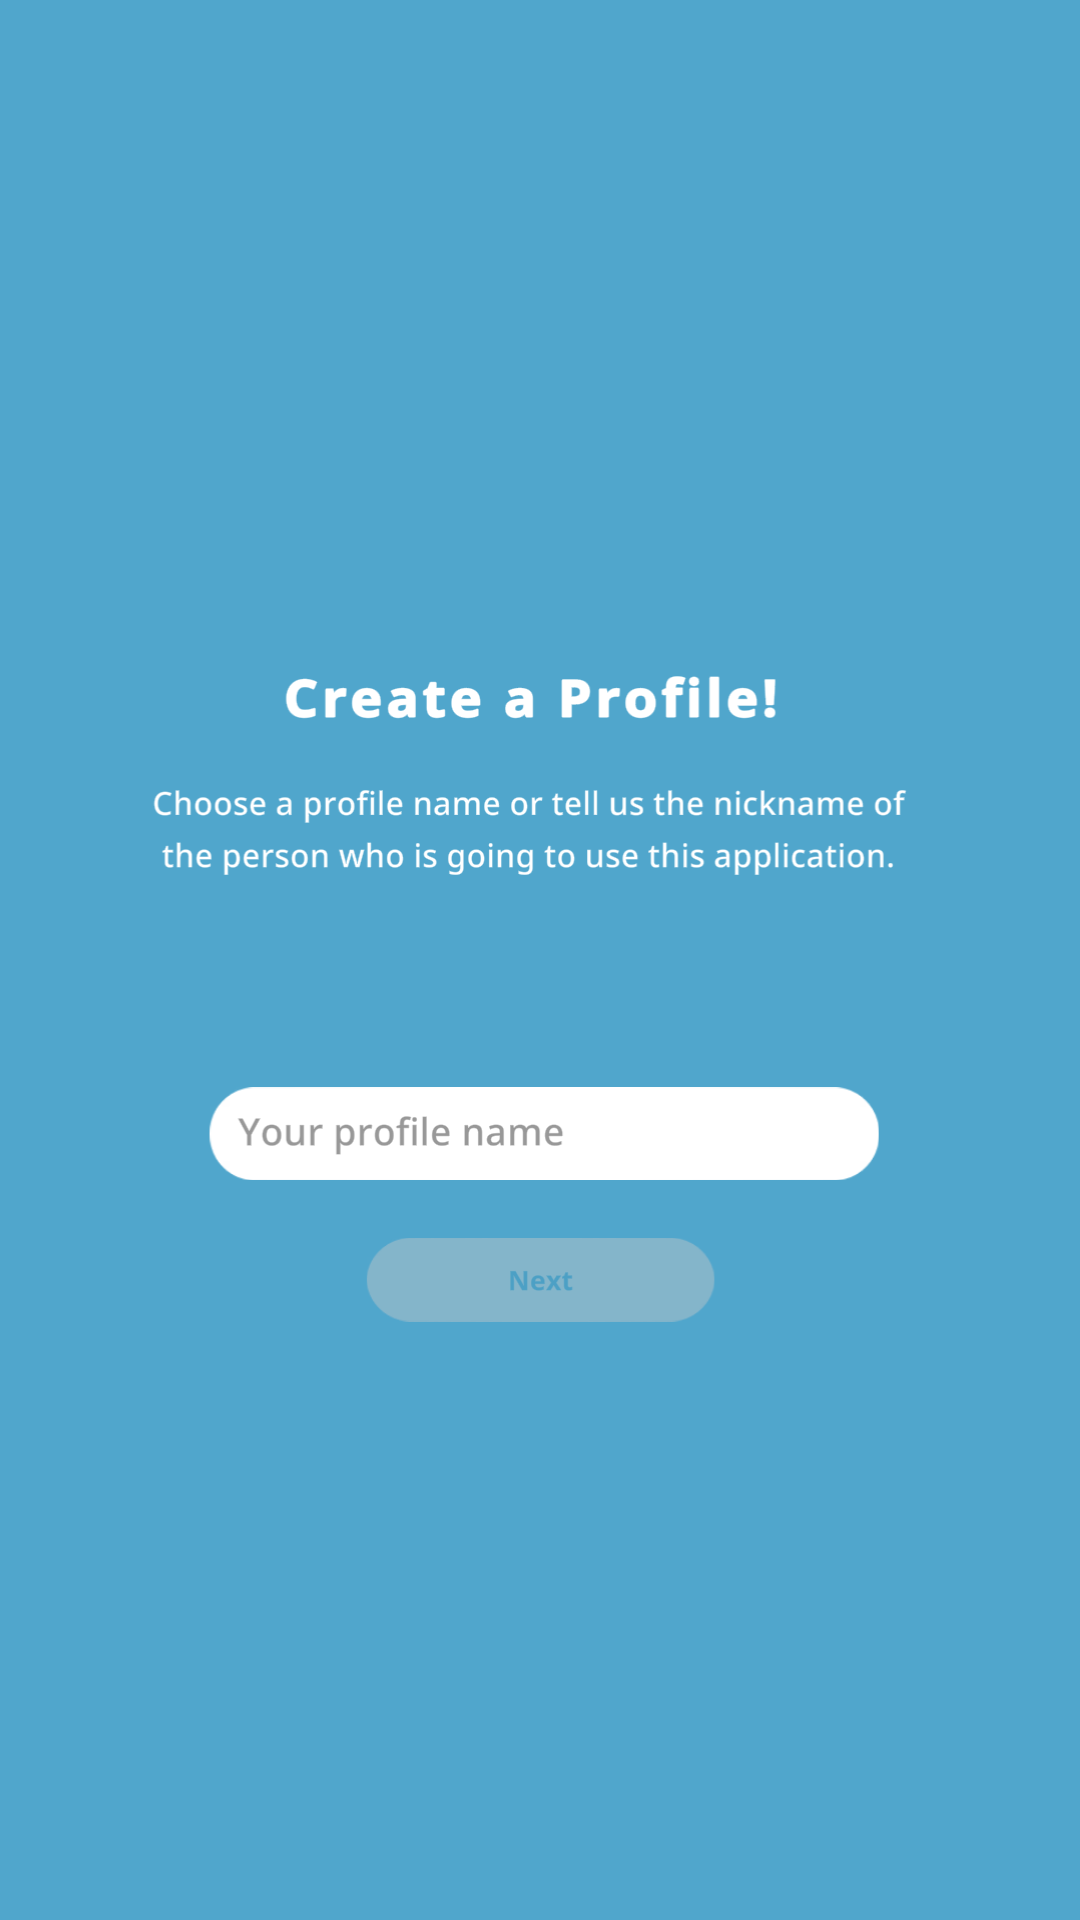 Create a Profile!
Choose a profile name or tell us the nickname of
the person who is going to use this application.
Your profile name
Next